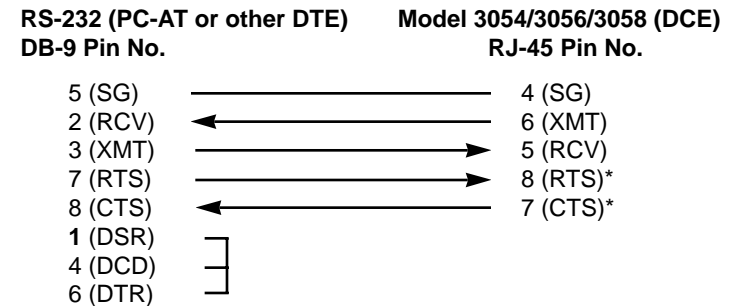 RS-232 (PC-AT or other DTE) Model 3054/3056/3058 (DCE)
DB-9 Pin No. RJ-45 Pin No.
5 (SG) 4 (SG)
2 (RCV) 6 (XMT)
3 (XMT) 5 (RCV)
7 (RTS) 8 (RTS)*
8 (CTS) 7 (CTS)*
1 (DSR)
4 (DCD)
6 (DTR)